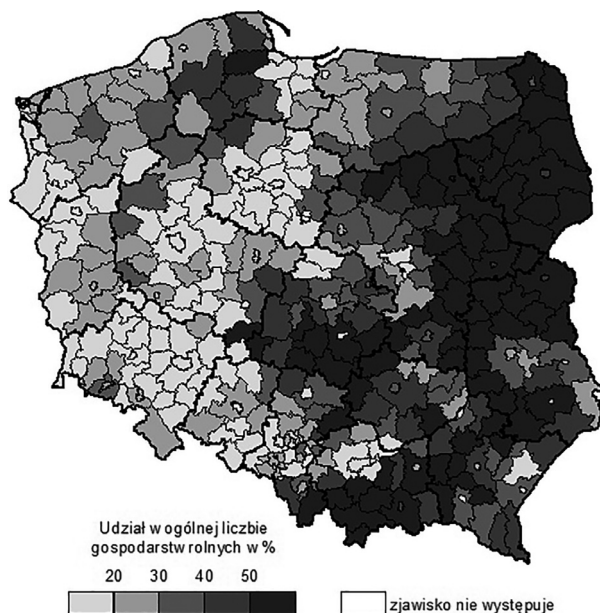 Udział w ogólnej liczbie
gospodarstw rolnych w %
20 30 40 50
zjawisko nie występuje